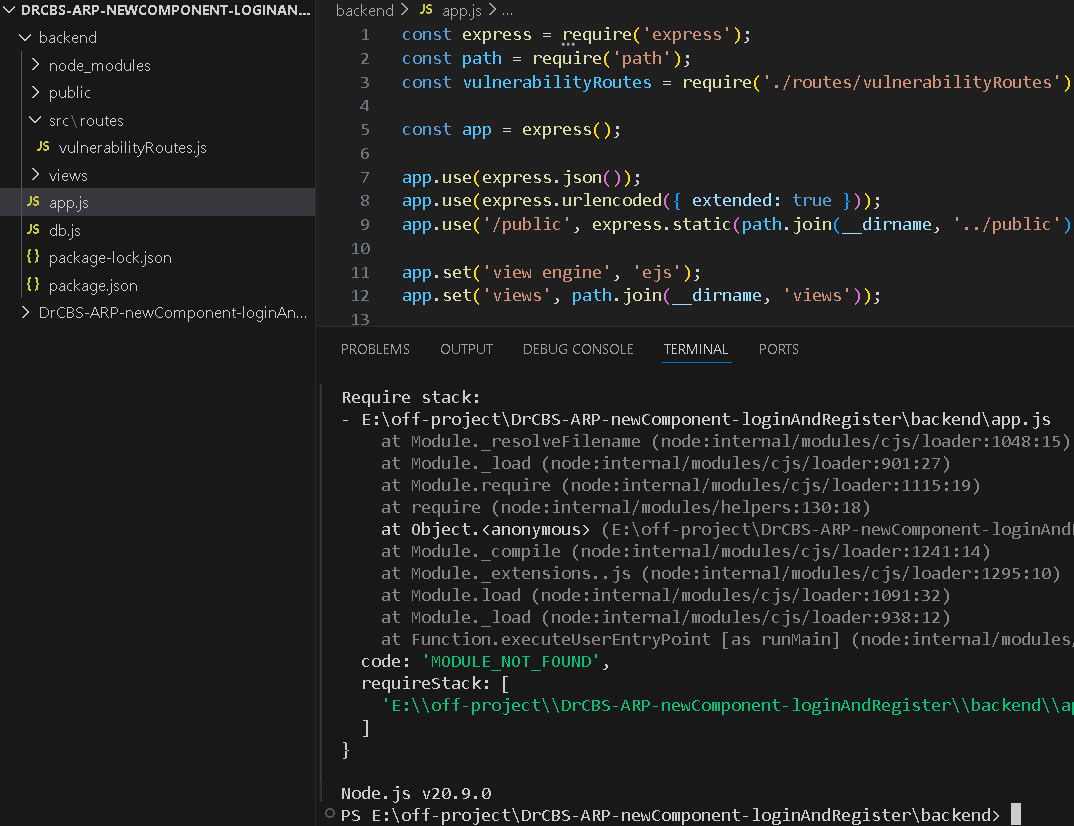 DRCBS-ARP-NEWCOMPONENT-LOGINAN...
backend
node_modules
public
src\routes
JS vulnerabilityRoutes.js
views
JS app.js
JS db.js
{} package-lock.json
{} package.json
DrCBS-ARP-newComponent-loginAn...
backend > JS app.js > ...
1 const express = require('express');
2 const path = require('path');
3 const vulnerabilityRoutes = require('./routes/vulnerabilityRoutes')
4
5 const app = express();
6
7 app.use(express.json());
8 app.use(express.urlencoded({ extended: true }));
9 app.use('/public', express.static(path.join(__dirname, '../public')
10
11 app.set('view engine', 'ejs');
12 app.set('views', path.join(__dirname, 'views'));
13
PROBLEMS OUTPUT DEBUG CONSOLE TERMINAL PORTS
Require stack:
- E:\off-project\DrCBS-ARP-newComponent-loginAndRegister\backend\app.js
at Module._resolveFilename (node:internal/modules/cjs/loader:1048:15)
at Module._load (node:internal/modules/cjs/loader:901:27)
at Module.require (node:internal/modules/cjs/loader:1115:19)
at require (node:internal/modules/helpers:130:18)
at Object.<anonymous> (E:\off-project\DrCBS-ARP-newComponent-loginAnd
at Module._compile (node:internal/modules/cjs/loader:1241:14)
at Module._extensions..js (node:internal/modules/cjs/loader:1295:10)
at Module.load (node:internal/modules/cjs/loader:1091:32)
at Module._load (node:internal/modules/cjs/loader:938:12)
at Function.executeUserEntryPoint [as runMain] (node:internal/modules/
code: 'MODULE_NOT_FOUND',
requireStack: [
'E:\\off-project\\DrCBS-ARP-newComponent-loginAndRegister\\backend\\ap
]
}
Node.js v20.9.0
PS E:\off-project\DrCBS-ARP-newComponent-loginAndRegister\backend>